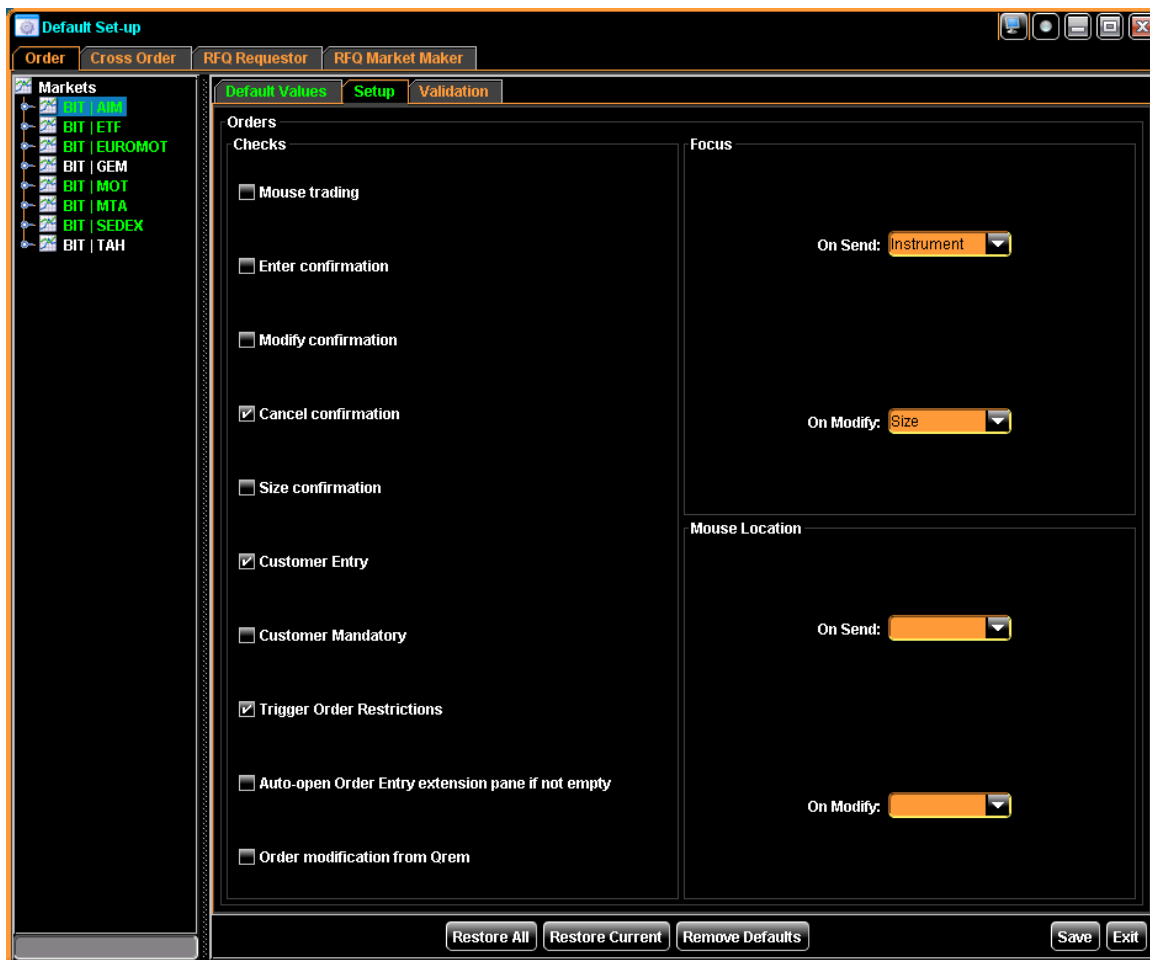 Default Set-up
Order Cross Order RFQ Requestor RFQ Market Maker
Markets
BIT | AIM
BIT | ETF
BIT | EUROMOT
BIT | GEM
BIT | MOT
BIT | MTA
BIT | SEDEX
BIT | TAH
Default Values Setup Validation
Orders
Checks
Mouse trading
Enter confirmation
Modify confirmation
Cancel confirmation
Size confirmation
Customer Entry
Customer Mandatory
Trigger Order Restrictions
Auto-open Order Entry extension pane if not empty
Order modification from Qrem
Focus
On Send: Instrument
On Modify: Size
Mouse Location
On Send:
On Modify:
Restore All Restore Current Remove Defaults Save Exit